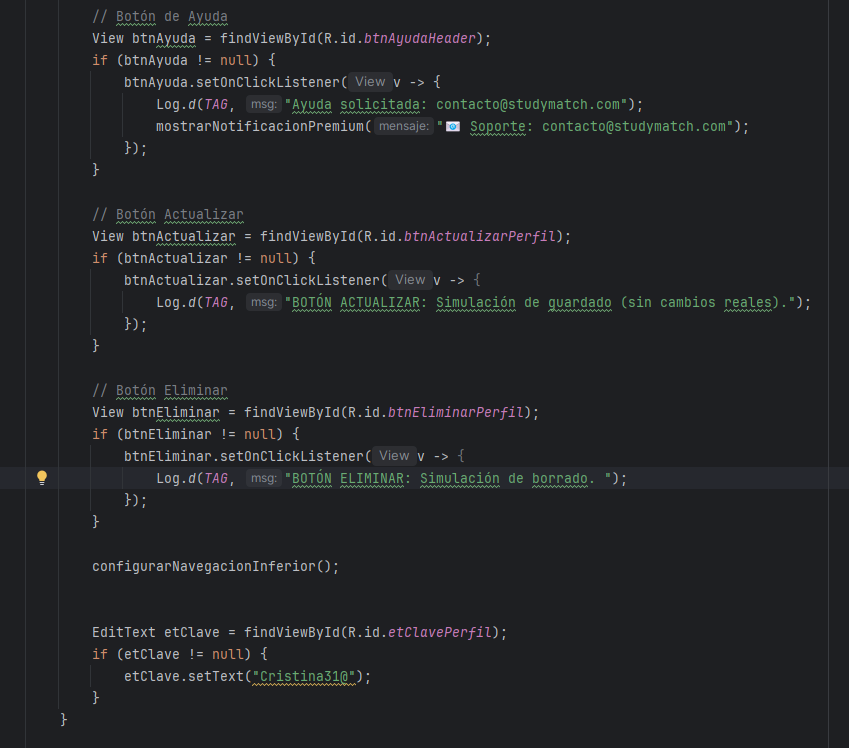 // Botón de Ayuda
View btnAyuda = findViewById(R.id.btnAyudaHeader);
if (btnAyuda != null) {
btnAyuda.setOnClickListener( View v -> {
Log.d(TAG, msg: "Ayuda solicitada: contacto@studymatch.com");
mostrarNotificacionPremium( mensaje: "📧 Soporte: contacto@studymatch.com");
});
}
// Botón Actualizar
View btnActualizar = findViewById(R.id.btnActualizarPerfil);
if (btnActualizar != null) {
btnActualizar.setOnClickListener( View v -> {
Log.d(TAG, msg: "BOTÓN ACTUALIZAR: Simulación de guardado (sin cambios reales).");
});
}
// Botón Eliminar
View btnEliminar = findViewById(R.id.btnEliminarPerfil);
if (btnEliminar != null) {
btnEliminar.setOnClickListener( View v -> {
Log.d(TAG, msg: "BOTÓN ELIMINAR: Simulación de borrado. ");
});
}
configurarNavegacionInferior();
EditText etClave = findViewById(R.id.etClavePerfil);
if (etClave != null) {
etClave.setText("Cristina31@");
}
}